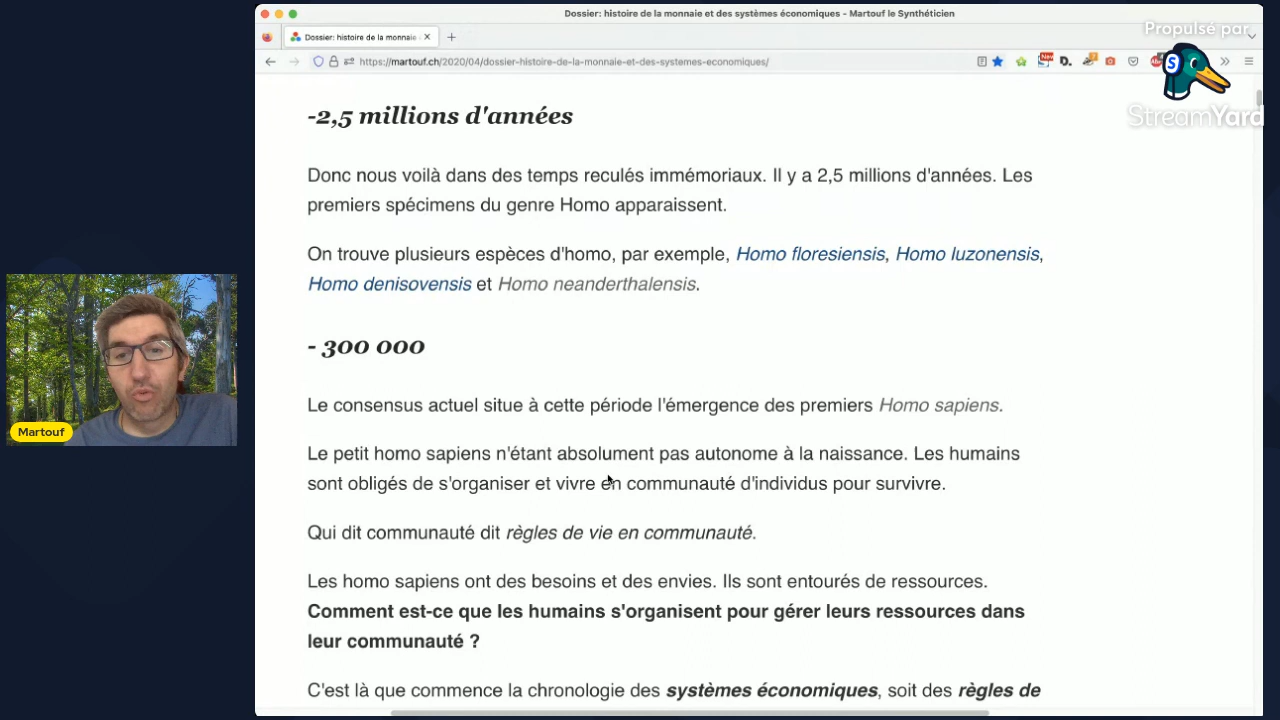 Dossier: histoire de la monnaie et des systèmes économiques - Martouf le Synthéticien
Propulsé par
Dossier: histoire de la monnaie
https://martouf.ch/2020/04/dossier-histoire-de-la-monnaie-et-des-systemes-economiques/
New
D.
S
StreamYard
-2,5 millions d'années
Donc nous voilà dans des temps reculés immémoriaux. Il y a 2,5 millions d'années. Les
premiers spécimens du genre Homo apparaissent.
On trouve plusieurs espèces d'homo, par exemple, Homo floresiensis, Homo luzonensis,
Homo denisovensis et Homo neanderthalensis.
- 300 000
Le consensus actuel situe à cette période l'émergence des premiers Homo sapiens.
Martouf
Le petit homo sapiens n'étant absolument pas autonome à la naissance. Les humains
sont obligés de s'organiser et vivre en communauté d'individus pour survivre.
Qui dit communauté dit règles de vie en communauté.
Les homo sapiens ont des besoins et des envies. Ils sont entourés de ressources.
Comment est-ce que les humains s'organisent pour gérer leurs ressources dans
leur communauté ?
C'est là que commence la chronologie des systèmes économiques, soit des règles de